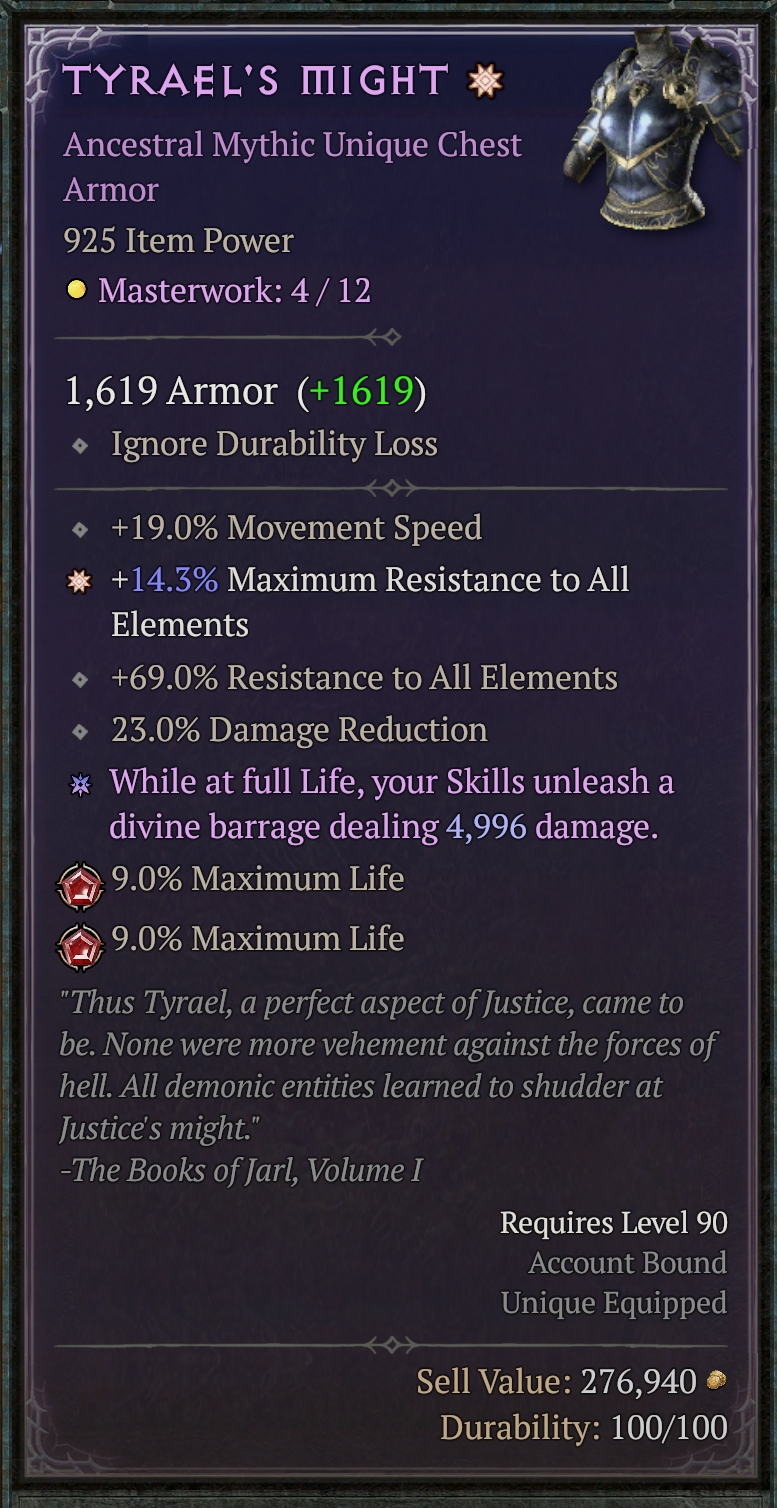 TYRAEL'S MIGHT
Ancestral Mythic Unique Chest
Armor
925 Item Power
Masterwork: 4 / 12
1,619 Armor (+1619)
Ignore Durability Loss
+19.0% Movement Speed
+14.3% Maximum Resistance to All
Elements
+69.0% Resistance to All Elements
23.0% Damage Reduction
While at full Life, your Skills unleash a
divine barrage dealing 4,996 damage.
9.0% Maximum Life
9.0% Maximum Life
"Thus Tyrael, a perfect aspect of Justice, came to
be. None were more vehement against the forces of
hell. All demonic entities learned to shudder at
Justice's might."
-The Books of Jarl, Volume I
Requires Level 90
Account Bound
Unique Equipped
Sell Value: 276,940
Durability: 100/100